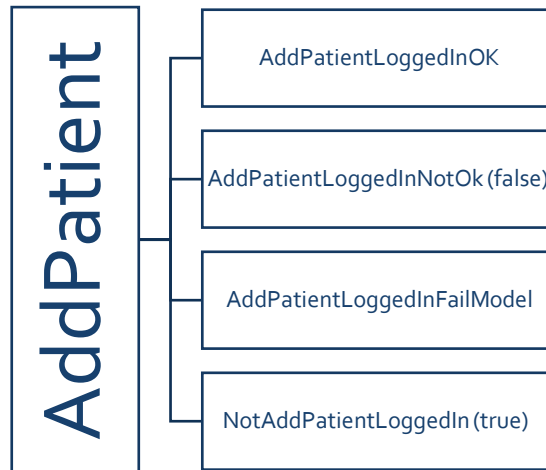 AddPatient
AddPatientLoggedInOK
AddPatientLoggedInNotOk (false)
AddPatientLoggedInFailModel
NotAddPatientLoggedIn (true)